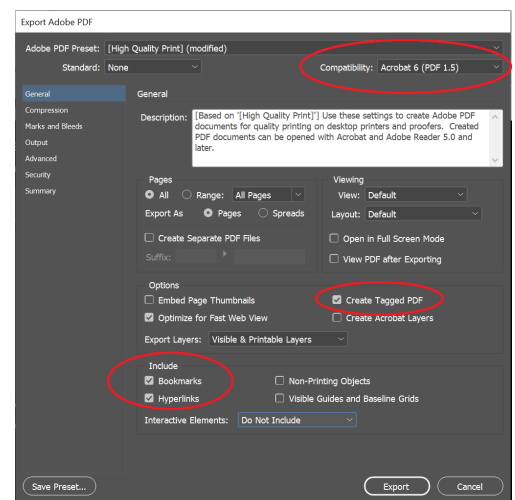 Export Adobe PDF
Adobe PDF Preset: [High Quality Print] (modified)
Standard: None
Compatibility: Acrobat 6 (PDF 1.5)
General
Compression
Marks and Bleeds
Output
Advanced
Security
Summary
General
Description: [Based on '[High Quality Print]'] Use these settings to create Adobe PDF
documents for quality printing on desktop printers and proofers. Created
PDF documents can be opened with Acrobat and Adobe Reader 5.0 and
later.
Pages
All Range: All Pages
Export As Pages Spreads
Create Separate PDF Files
Suffix:
Viewing
View: Default
Layout: Default
Open in Full Screen Mode
View PDF after Exporting
Options
Embed Page Thumbnails
Create Tagged PDF
Optimize for Fast Web View
Create Acrobat Layers
Export Layers: Visible & Printable Layers
Include
Bookmarks
Non-Printing Objects
Hyperlinks
Visible Guides and Baseline Grids
Interactive Elements: Do Not Include
Save Preset...
Export
Cancel